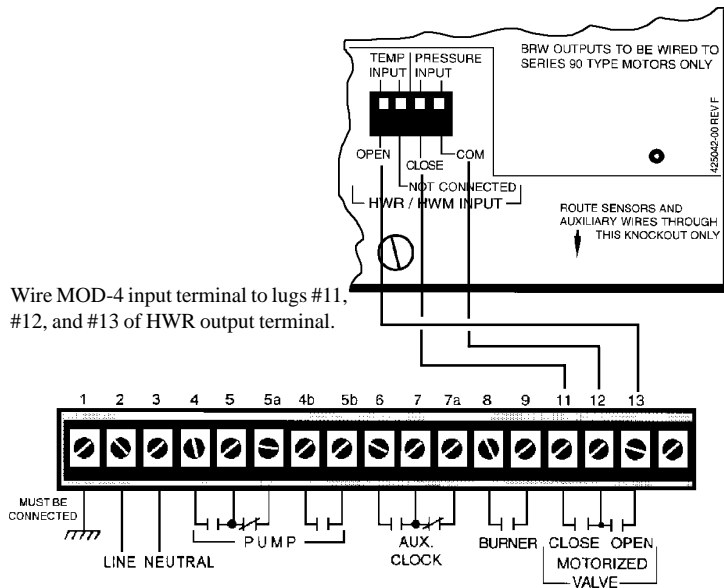 BRW OUTPUTS TO BE WIRED TO
SERIES 90 TYPE MOTORS ONLY
TEMP PRESSURE
INPUT INPUT
425042-00 REV F
OPEN
CLOSE
COM
NOT CONNECTED
HWR / HWM INPUT
ROUTE SENSORS AND
AUXILIARY WIRES THROUGH
THIS KNOCKOUT ONLY
Wire MOD-4 input terminal to lugs #11,
#12, and #13 of HWR output terminal.
1 2 3 4 5 5a 4b 5b 6 7 7a 8 9 11 12 13
MUST BE
CONNECTED
LINE NEUTRAL
PUMP
AUX.
CLOCK
BURNER
CLOSE OPEN
MOTORIZED
VALVE